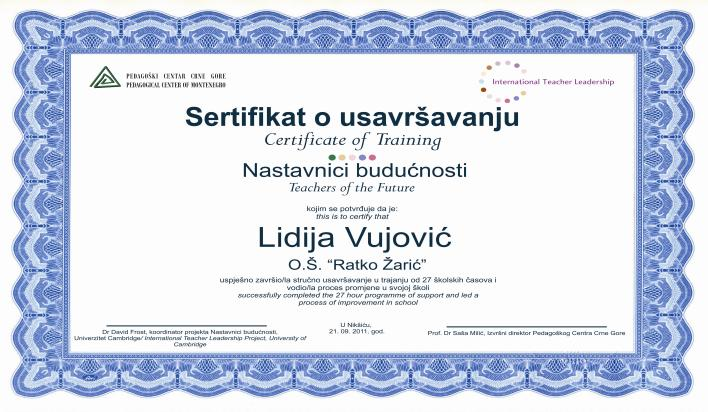 PEDAGOŠKI CENTAR CRNE GORE
PEDAGOGICAL CENTER OF MONTENEGRO
International Teacher Leadership
Sertifikat o usavršavanju
Certificate of Training
Nastavnici budućnosti
Teachers of the Future
kojim se potvrđuje da je:
this is to certify that
Lidija Vujović
O.Š. “Ratko Žarić”
uspješno završio/la stručno usavršavanje u trajanju od 27 školskih časova i
vodio/la proces promjene u svojoj školi
successfully completed the 27 hour programme of support and led a
process of improvement in school
Dr David Frost, koordinator projekta Nastavnici budućnosti,
Univerzitet Cambridge/ International Teacher Leadership Project, University of
Cambridge
U Nikšiću,
21. 09. 2011. god.
Prof. Dr Saša Milić, Izvršni direktor Pedagoškog Centra Crne Gore